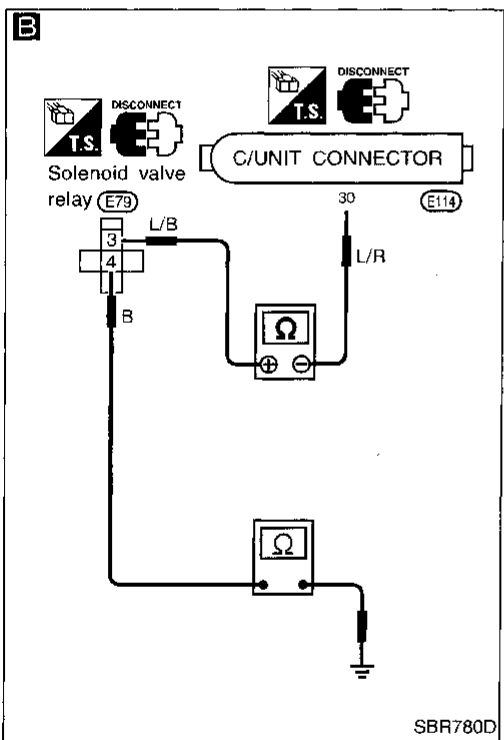 B
DISCONNECT
T.S.
DISCONNECT
T.S.
Solenoid valve
relay E79
C/UNIT CONNECTOR
30
E114
3
L/B
L/R
4
B
Ω
⊕ ⊖
Ω
SBR780D